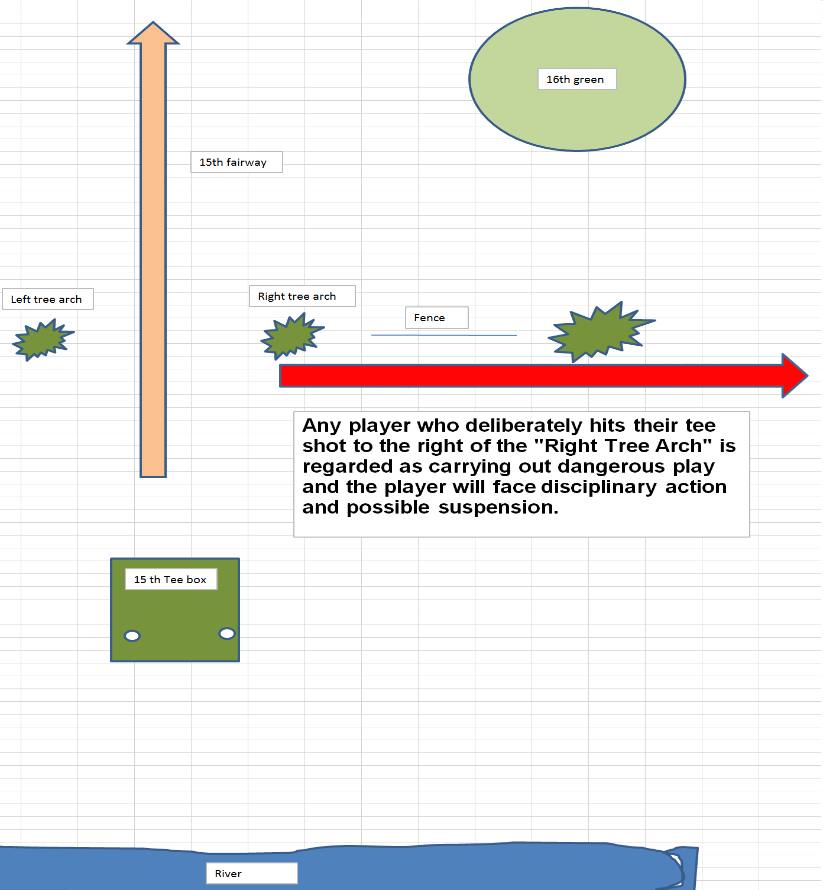 16th green
15th fairway
Left tree arch
Right tree arch
Fence
Any player who deliberately hits their tee
shot to the right of the "Right Tree Arch" is
regarded as carrying out dangerous play
and the player will face disciplinary action
and possible suspension.
15 th Tee box
River